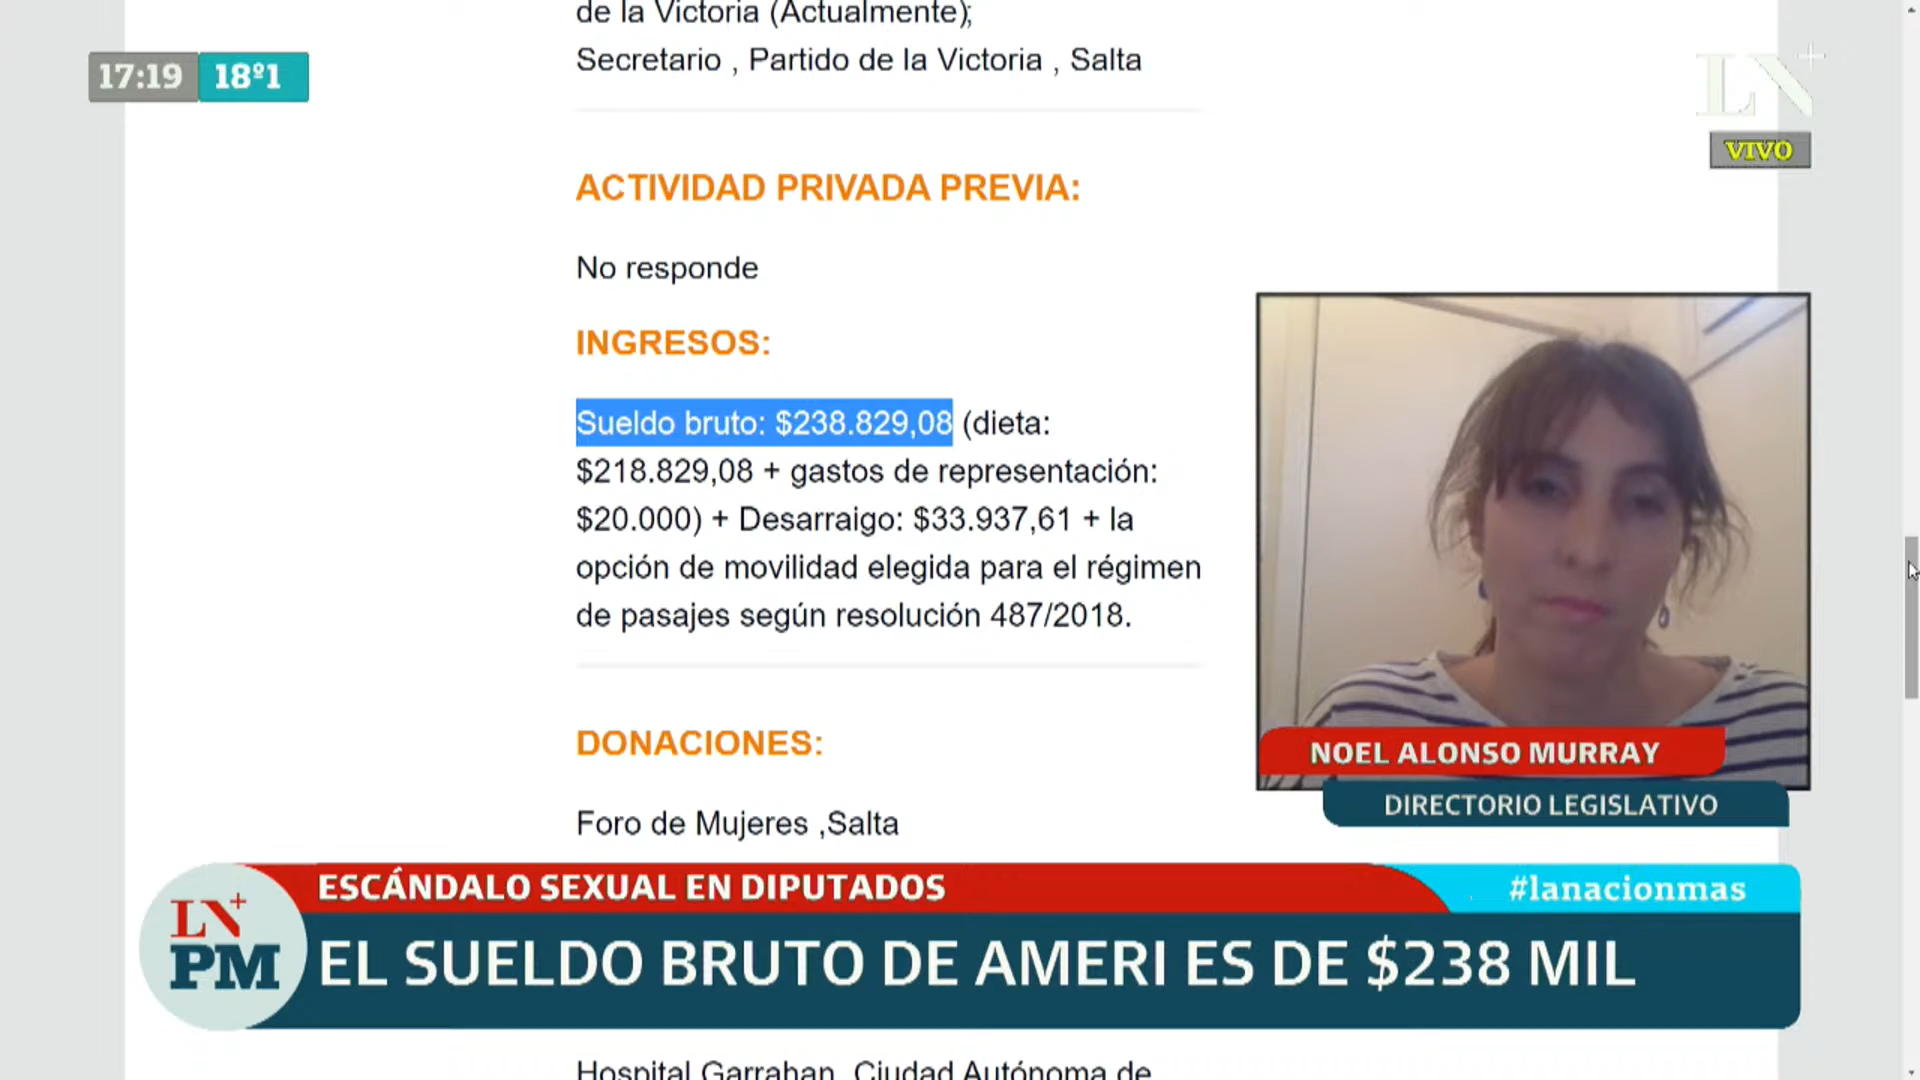 de la Victoria (Actualmente);
Secretario , Partido de la Victoria , Salta
17:19 18º1
LN+
VIVO
ACTIVIDAD PRIVADA PREVIA:
No responde
INGRESOS:
Sueldo bruto: $238.829,08 (dieta:
$218.829,08 + gastos de representación:
$20.000) + Desarraigo: $33.937,61 + la
opción de movilidad elegida para el régimen
de pasajes según resolución 487/2018.
DONACIONES:
Foro de Mujeres ,Salta
NOEL ALONSO MURRAY
DIRECTORIO LEGISLATIVO
ESCÁNDALO SEXUAL EN DIPUTADOS
#lanacionmas
LN+
PM
EL SUELDO BRUTO DE AMERI ES DE $238 MIL
Hospital Garrahan, Ciudad Autónoma de